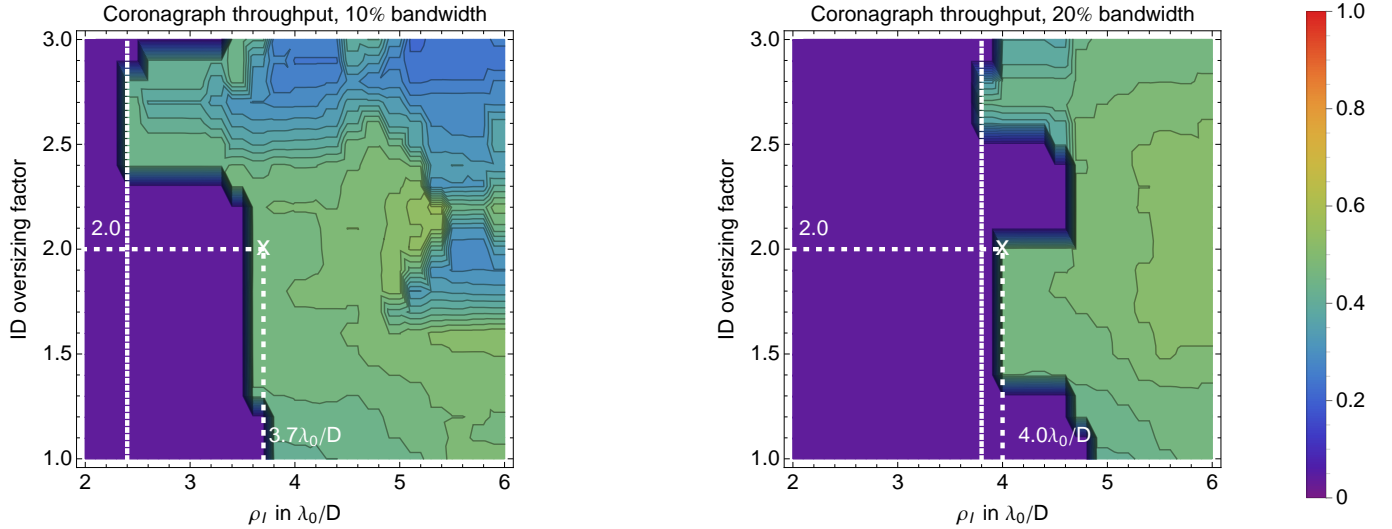 Coronagraph throughput, 10% bandwidth
3.0
2.5
2.0
1.5
1.0
ID oversizing factor
2.0
X
3.7λ₀/D
2
3
4
5
6
ρ_I in λ₀/D
Coronagraph throughput, 20% bandwidth
3.0
2.5
2.0
1.5
1.0
ID oversizing factor
2.0
X
4.0λ₀/D
2
3
4
5
6
ρ_I in λ₀/D
1.0
0.8
0.6
0.4
0.2
0